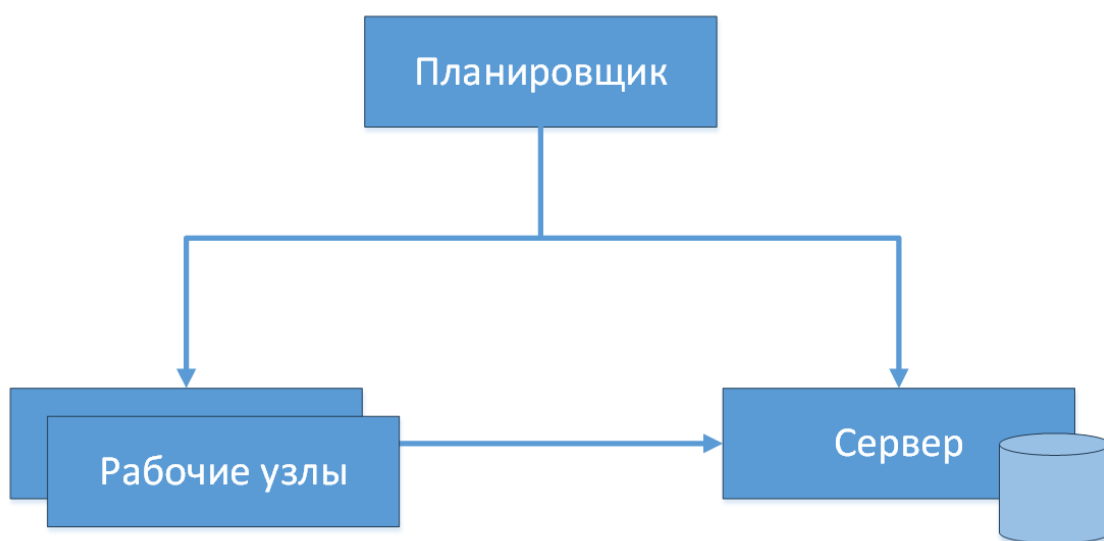 Планировщик
Сервер
Рабочие узлы